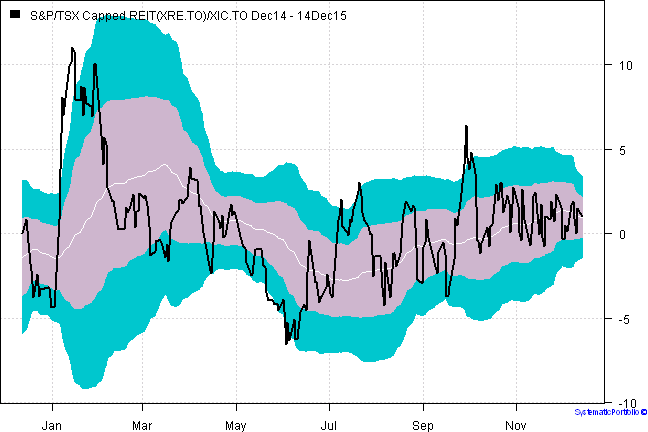 S&P/TSX Capped REIT(XRE.TO)/XIC.TO Dec14 - 14Dec15
10
5
0
-5
-10
Jan Mar May Jul Sep Nov
SystematicPortfolio ©